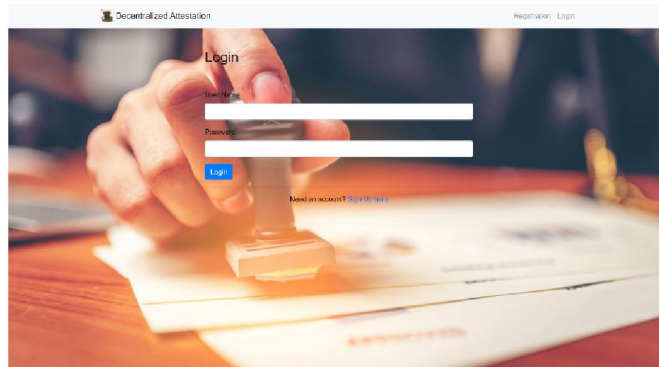 Decentralized Attestation
Registration Login
Login
User Name
Password
Login
Need an account? Sign Up here